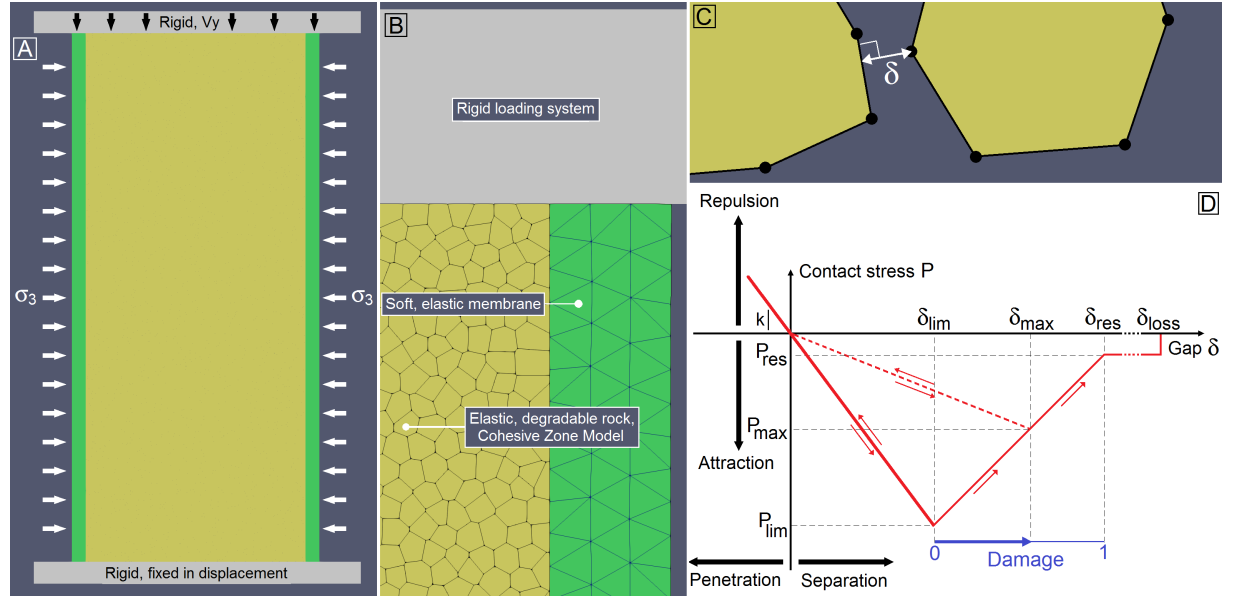 A
Rigid, Vy
σ3
σ3
Rigid, fixed in displacement
B
Rigid loading system
Soft, elastic membrane
Elastic, degradable rock,
Cohesive Zone Model
C
δ
D
Repulsion
Contact stress P
k
δlim
δmax
δres
δloss
Gap δ
Pres
Pmax
Attraction
Plim
0
1
Damage
Penetration
Separation